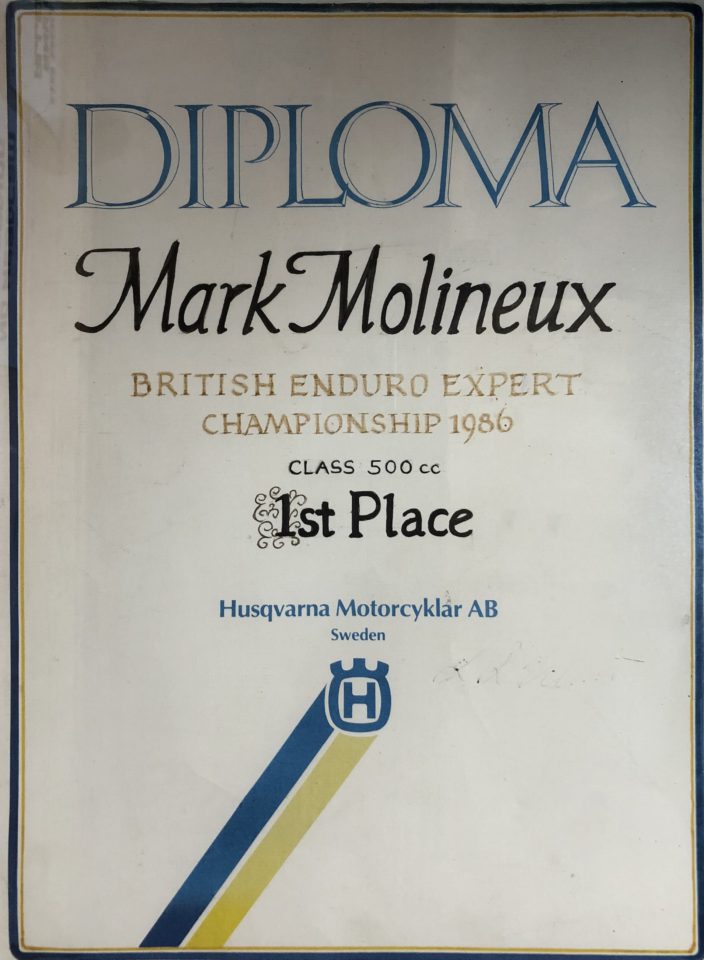 DIPLOMA
Mark Molineux
BRITISH ENDURO EXPERT
CHAMPIONSHIP 1986
CLASS 500 cc
1st Place
Husqvarna Motorcyklar AB
Sweden
H